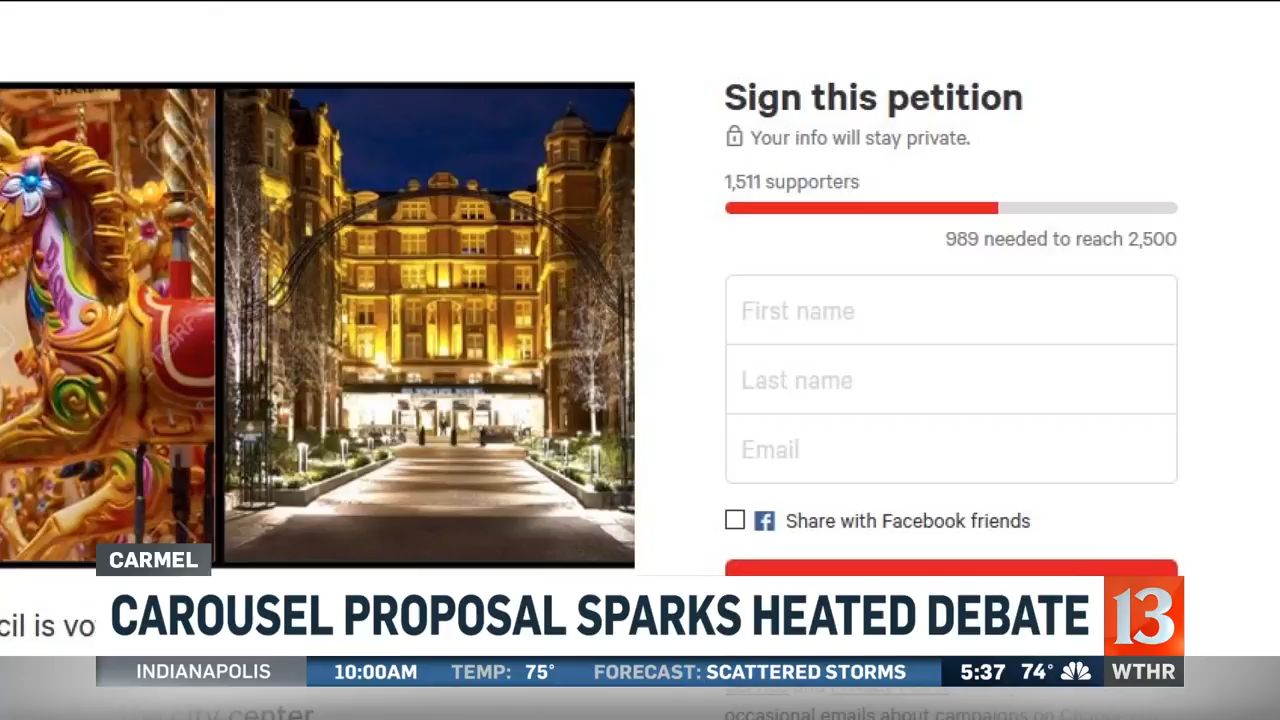 Sign this petition
Your info will stay private.
1,511 supporters
989 needed to reach 2,500
First name
Last name
Email
Share with Facebook friends
CARMEL
cil is vo
CAROUSEL PROPOSAL SPARKS HEATED DEBATE
13
INDIANAPOLIS 10:00AM TEMP: 75° FORECAST: SCATTERED STORMS 5:37 74° WTHR
city center
occasional emails about campaigns on